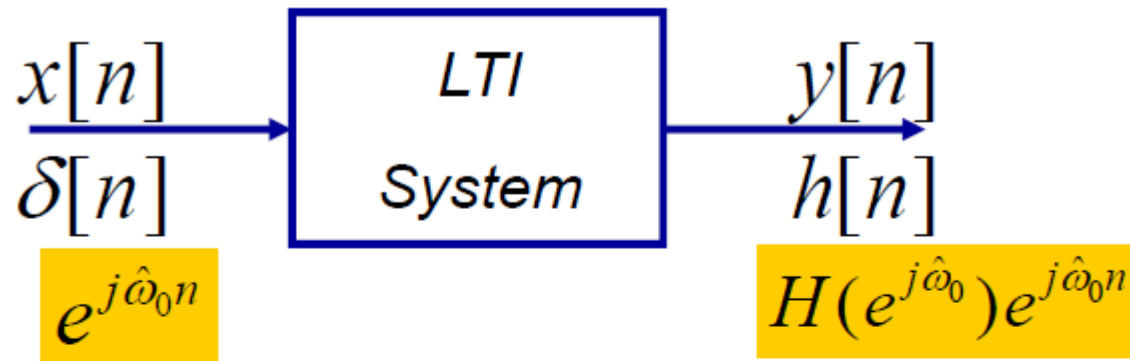 x[n]
LTI
System
y[n]
δ[n]
h[n]
e^{jω̂₀n}
H(e^{jω̂₀})e^{jω̂₀n}